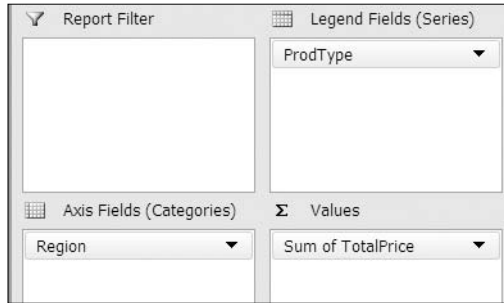 Report Filter
Legend Fields (Series)
ProdType
Axis Fields (Categories)
Σ Values
Region
Sum of TotalPrice